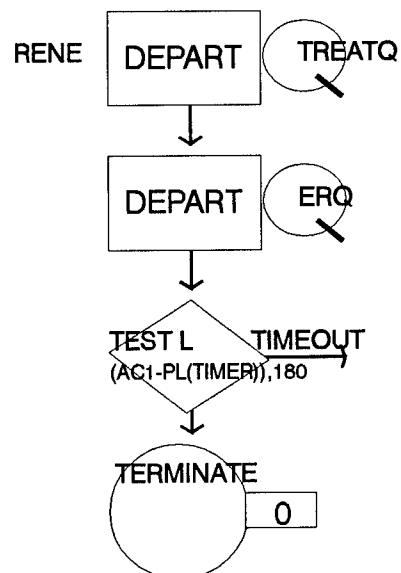 RENE DEPART TREATQ
DEPART ERQ
TEST L TIMEOUT
(AC1-PL(TIMER)),180
TERMINATE
0